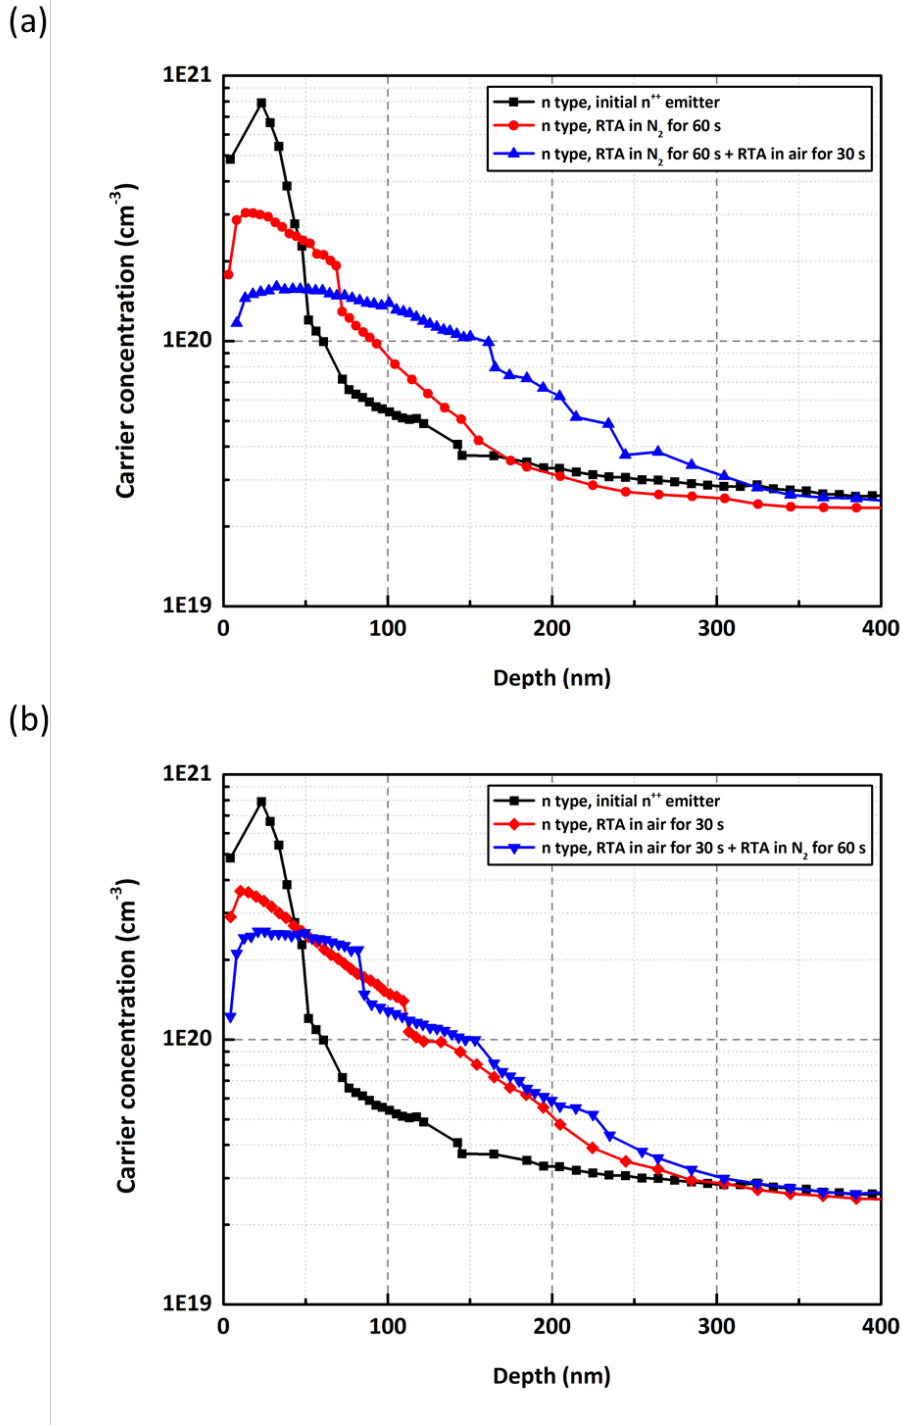 (a)
1E21
n type, initial n⁺⁺ emitter
n type, RTA in N₂ for 60 s
n type, RTA in N₂ for 60 s + RTA in air for 30 s
Carrier concentration (cm⁻³)
1E20
1E19
0 100 200 300 400
Depth (nm)
(b)
1E21
n type, initial n⁺⁺ emitter
n type, RTA in air for 30 s
n type, RTA in air for 30 s + RTA in N₂ for 60 s
Carrier concentration (cm⁻³)
1E20
1E19
0 100 200 300 400
Depth (nm)